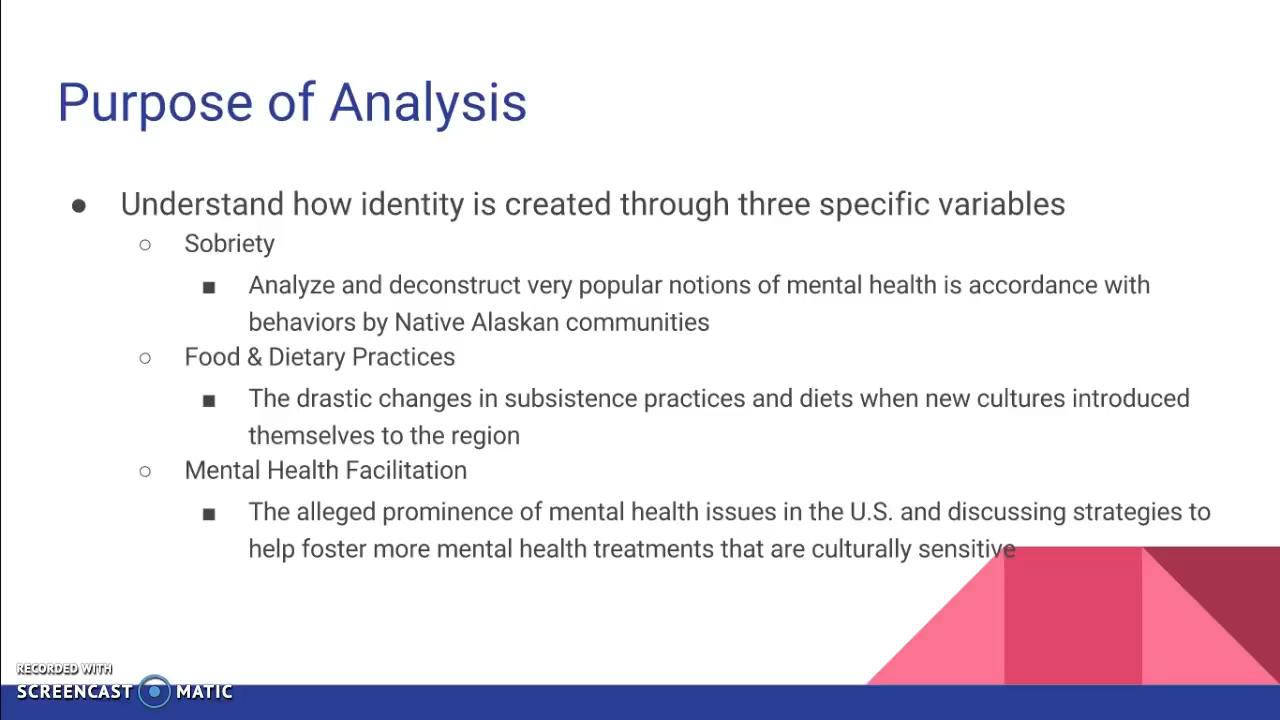 Purpose of Analysis
● Understand how identity is created through three specific variables
○ Sobriety
■ Analyze and deconstruct very popular notions of mental health is accordance with
behaviors by Native Alaskan communities
○ Food & Dietary Practices
■ The drastic changes in subsistence practices and diets when new cultures introduced
themselves to the region
○ Mental Health Facilitation
■ The alleged prominence of mental health issues in the U.S. and discussing strategies to
help foster more mental health treatments that are culturally sensitive
RECORDED WITH
SCREENCAST MATIC